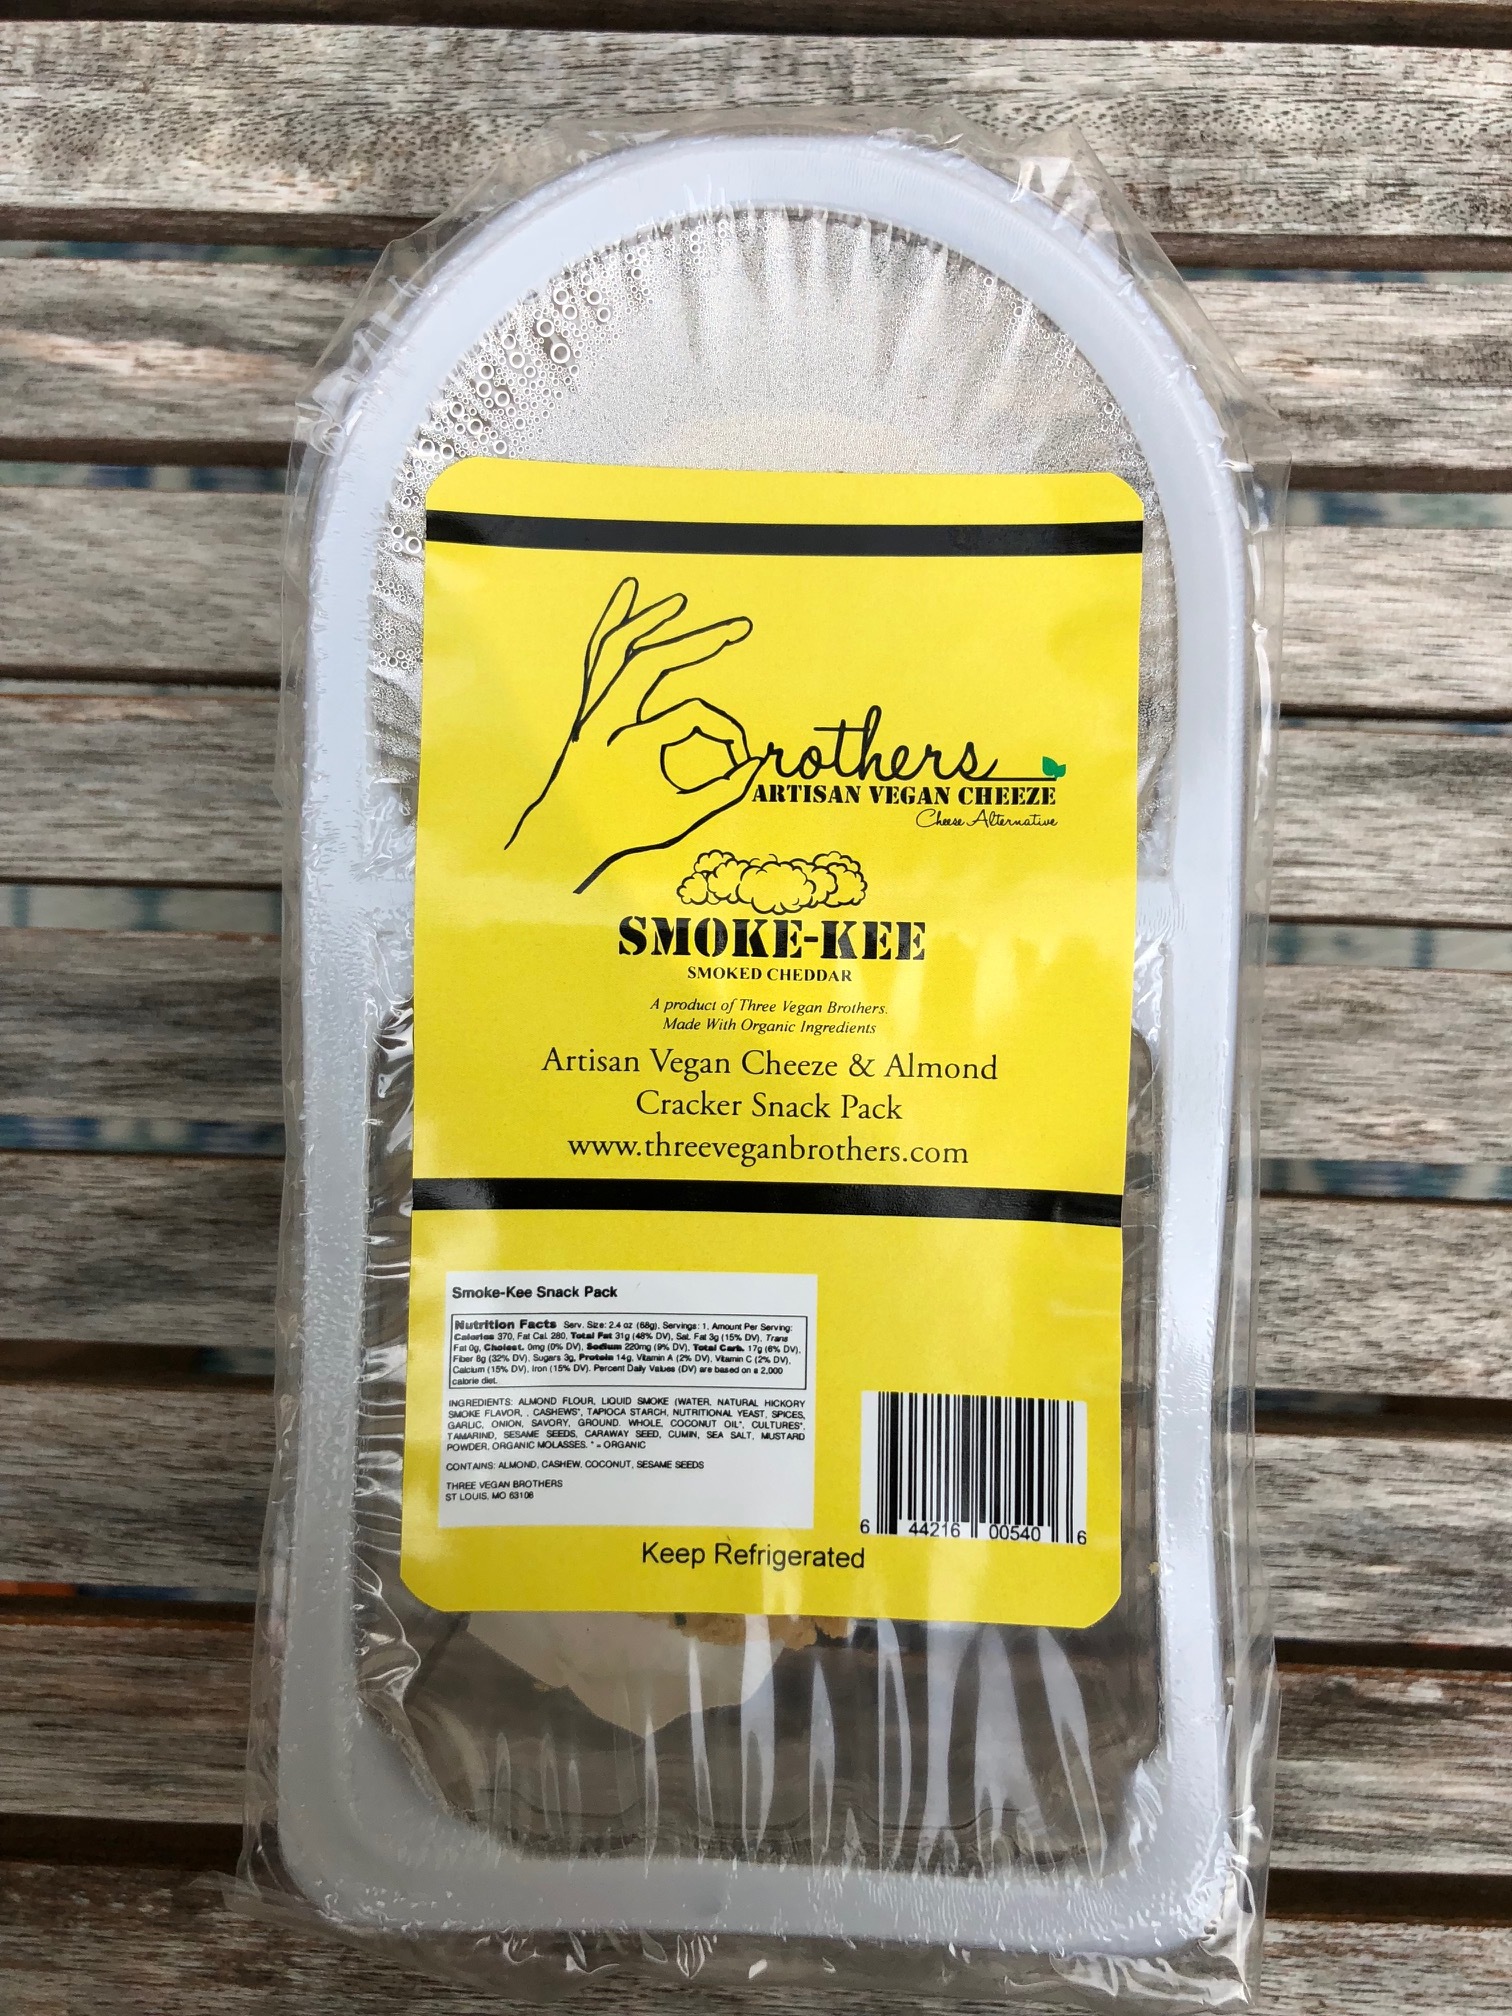 Brothers
ARTISAN VEGAN CHEEZE
Cheese Alternative
SMOKE-KEE
SMOKED CHEDDAR
A product of Three Vegan Brothers.
Made With Organic Ingredients
Artisan Vegan Cheeze & Almond
Cracker Snack Pack
www.threeveganbrothers.com
Smoke-Kee Snack Pack
Nutrition Facts Serv. Size: 2.4 oz (68g), Servings: 1, Amount Per Serving:
Calories 370, Fat Cal. 280, Total Fat 31g (48% DV), Sat. Fat 3g (15% DV), Trans
Fat 0g, Cholest. 0mg (0% DV), Sodium 220mg (9% DV), Total Carb. 17g (6% DV),
Fiber 8g (32% DV), Sugars 3g, Protein 14g, Vitamin A (2% DV), Vitamin C (2% DV),
Calcium (15% DV), Iron (15% DV). Percent Daily Values (DV) are based on a 2,000
calorie diet.
INGREDIENTS: ALMOND FLOUR, LIQUID SMOKE (WATER, NATURAL HICKORY
SMOKE FLAVOR, , CASHEWS*, TAPIOCA STARCH, NUTRITIONAL YEAST, SPICES,
GARLIC, ONION, SAVORY, GROUND. WHOLE, COCONUT OIL*, CULTURES*,
TAMARIND, SESAME SEEDS, CARAWAY SEED, CUMIN, SEA SALT, MUSTARD
POWDER, ORGANIC MOLASSES. * = ORGANIC
CONTAINS: ALMOND, CASHEW, COCONUT, SESAME SEEDS
THREE VEGAN BROTHERS
ST LOUIS, MO 63108
6 44216 00540 6
Keep Refrigerated